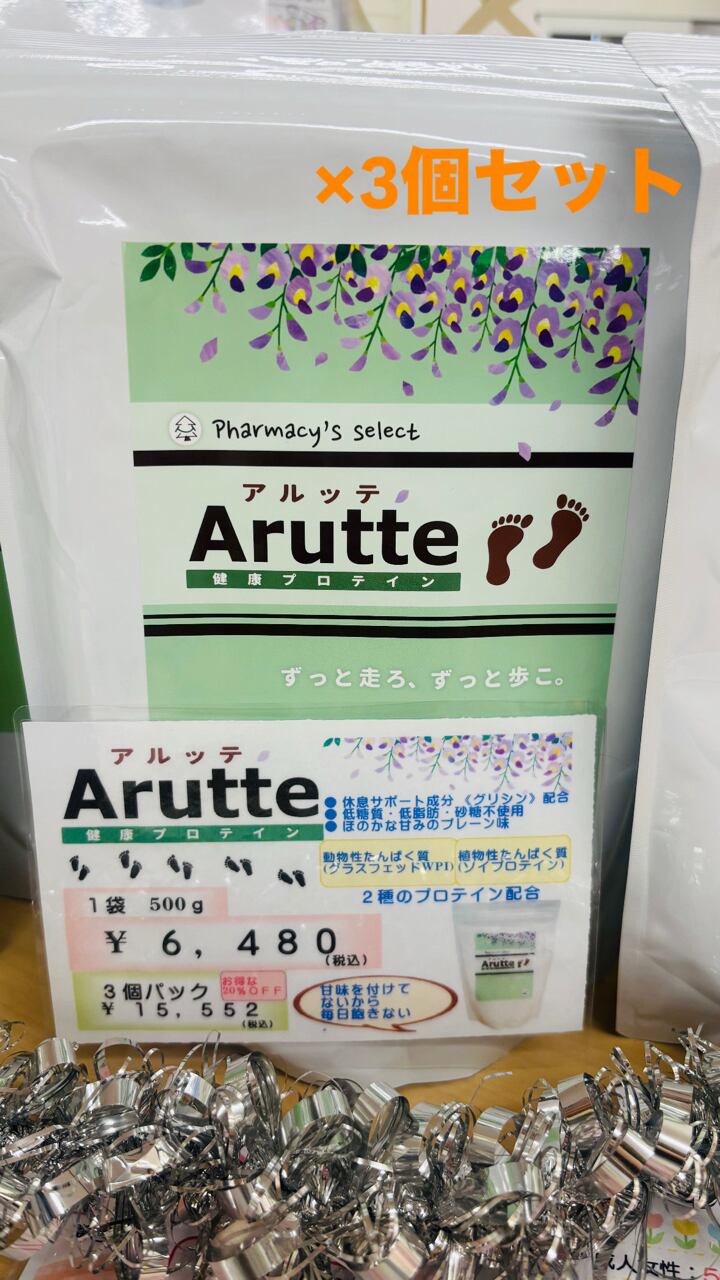 ×3個セット
Pharmacy's select
アルッテ
Arutte
健康プロテイン
ずっと走ろ、ずっと歩こ。
アルッテ
Arutte
健康プロテイン
● 休息サポート成分 《グリシン》 配合
● 低糖質・低脂肪・砂糖不使用
● ほのかな甘みのプレーン味
動物性たんぱく質
(グラスフェッドWPI)
植物性たんぱく質
(ソイプロテイン)
2種のプロテイン配合
1袋 500g
¥ 6, 480
(税込)
3個パック
お得な
20%OFF
¥ 15, 552
(税込)
甘味を付けて
ないから
毎日飽きない
Arutte
成人女性：